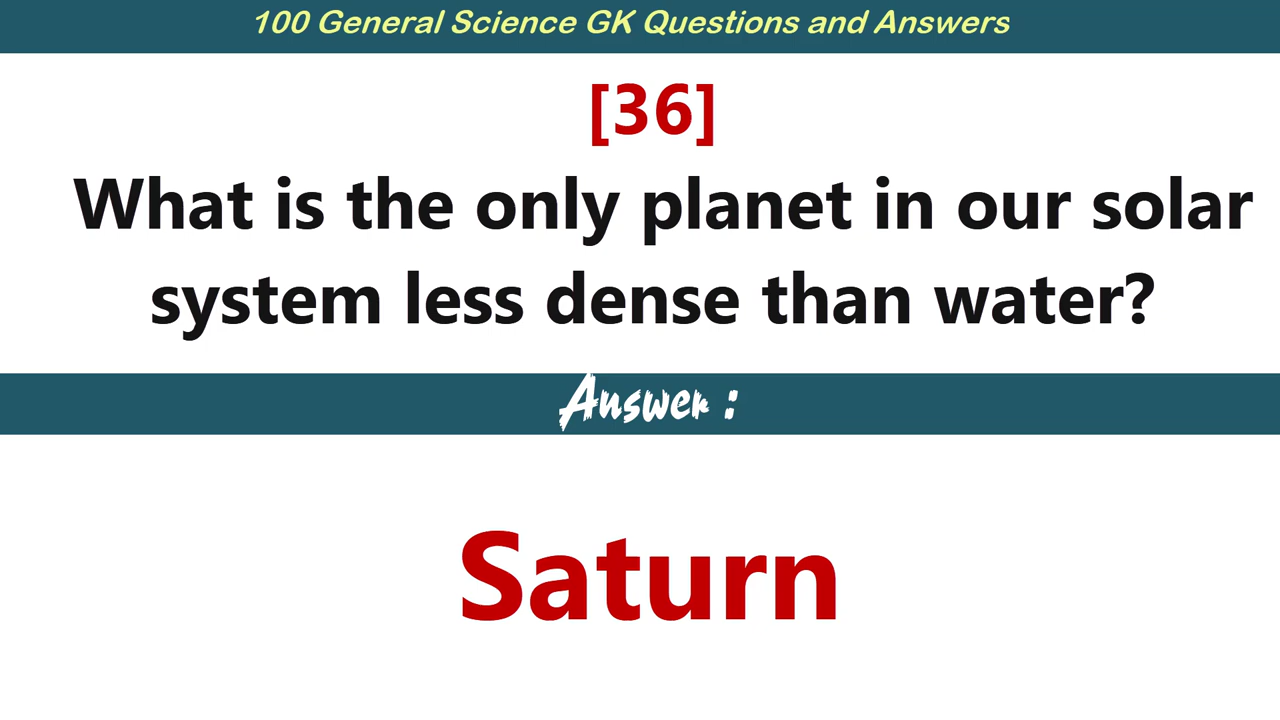 100 General Science GK Questions and Answers
[36]
What is the only planet in our solar
system less dense than water?
Answer :
Saturn